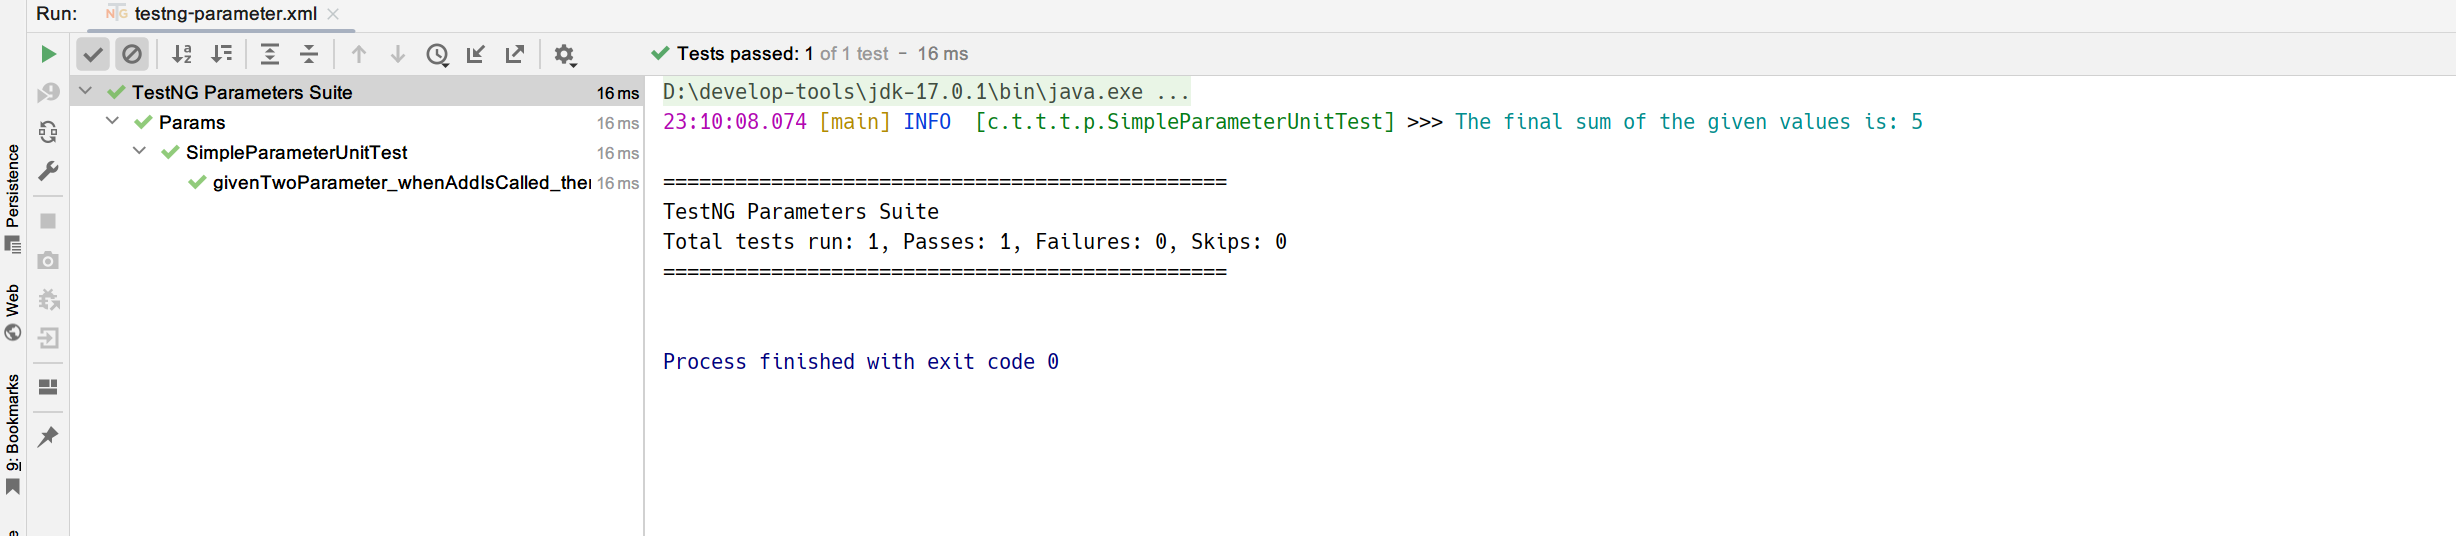 Run: NTG testng-parameter.xml
Tests passed: 1 of 1 test – 16 ms
TestNG Parameters Suite 16 ms
Params 16 ms
SimpleParameterUnitTest 16 ms
givenTwoParameter_whenAddIsCalled_the 16 ms
D:\develop-tools\jdk-17.0.1\bin\java.exe ...
23:10:08.074 [main] INFO  [c.t.t.t.p.SimpleParameterUnitTest] >>> The final sum of the given values is: 5
===============================================
TestNG Parameters Suite
Total tests run: 1, Passes: 1, Failures: 0, Skips: 0
===============================================
Process finished with exit code 0
Persistence
Web
9: Bookmarks